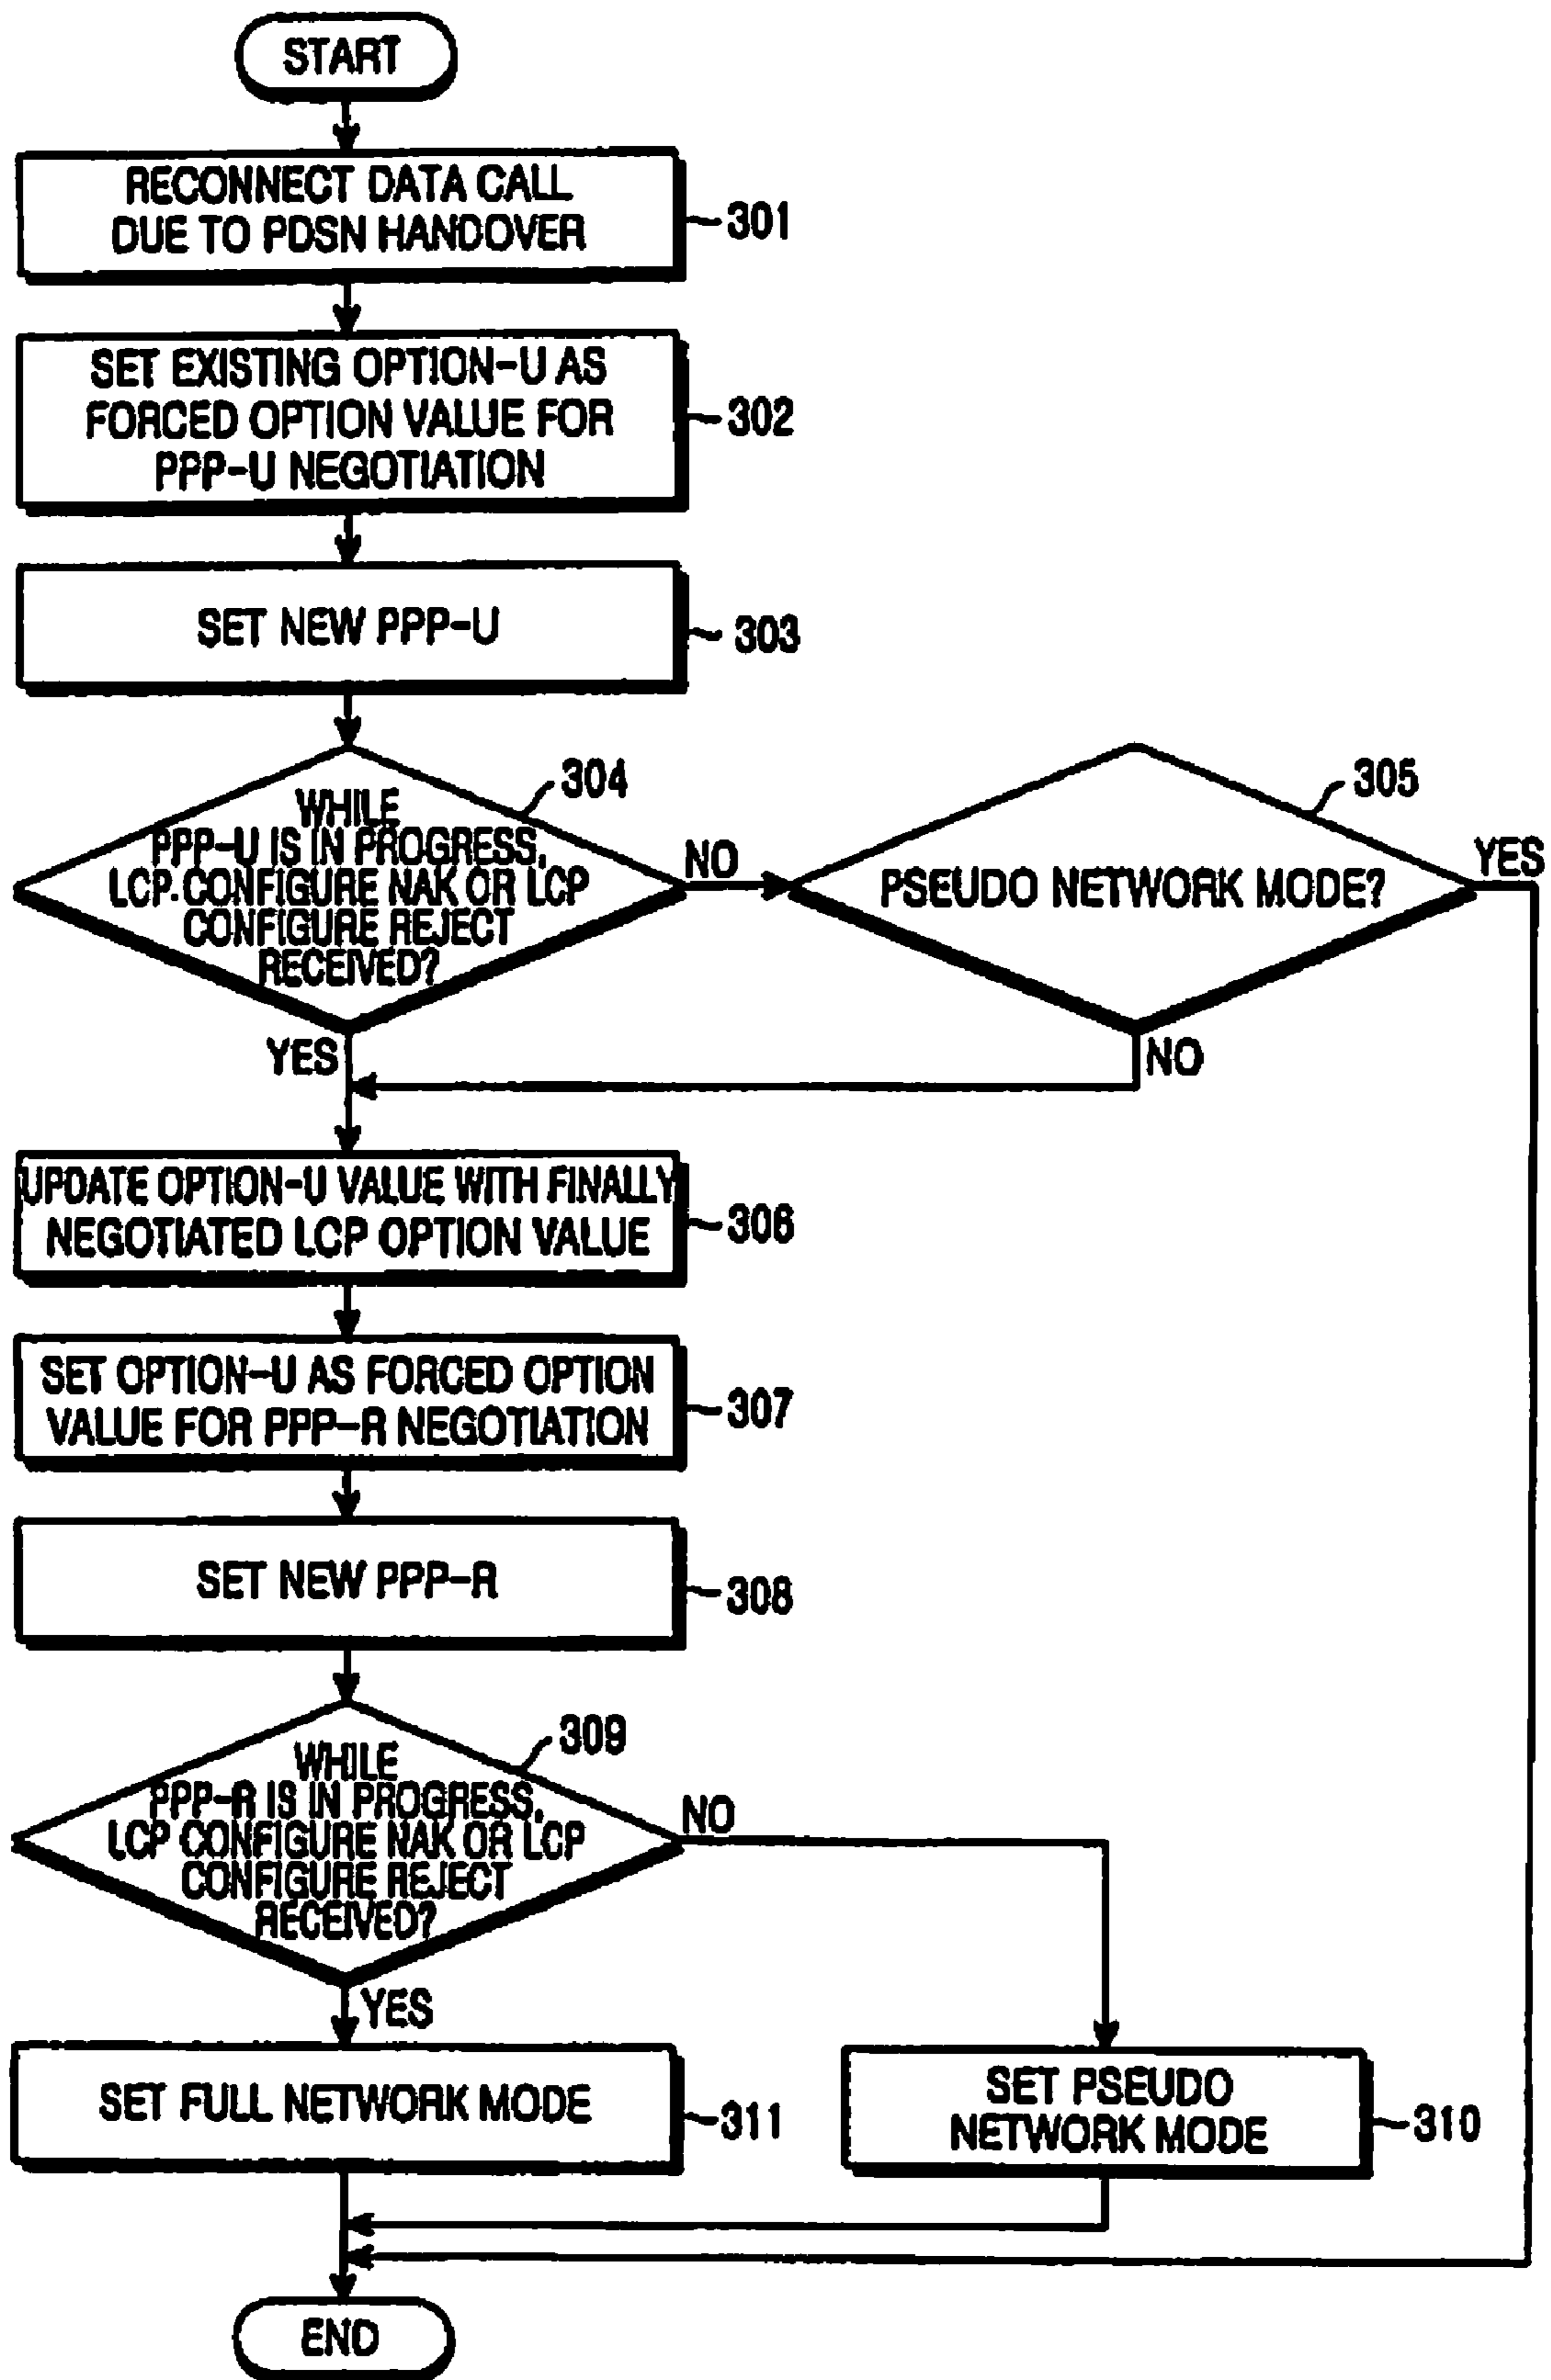 START
RECONNECT DATA CALL
DUE TO PDSN HANDOVER
301
SET EXISTING OPTION-U AS
FORCED OPTION VALUE FOR
PPP-U NEGOTIATION
302
SET NEW PPP-U
303
304
WHILE
PPP-U IS IN PROGRESS,
LCP CONFIGURE NAK OR LCP
CONFIGURE REJECT
RECEIVED?
NO
YES
305
PSEUDO NETWORK MODE?
YES
NO
UPDATE OPTION-U VALUE WITH FINALLY
NEGOTIATED LCP OPTION VALUE
306
SET OPTION-U AS FORCED OPTION
VALUE FOR PPP-R NEGOTIATION
307
SET NEW PPP-R
308
309
WHILE
PPP-R IS IN PROGRESS,
LCP CONFIGURE NAK OR LCP
CONFIGURE REJECT
RECEIVED?
NO
YES
SET FULL NETWORK MODE
311
SET PSEUDO
NETWORK MODE
310
END